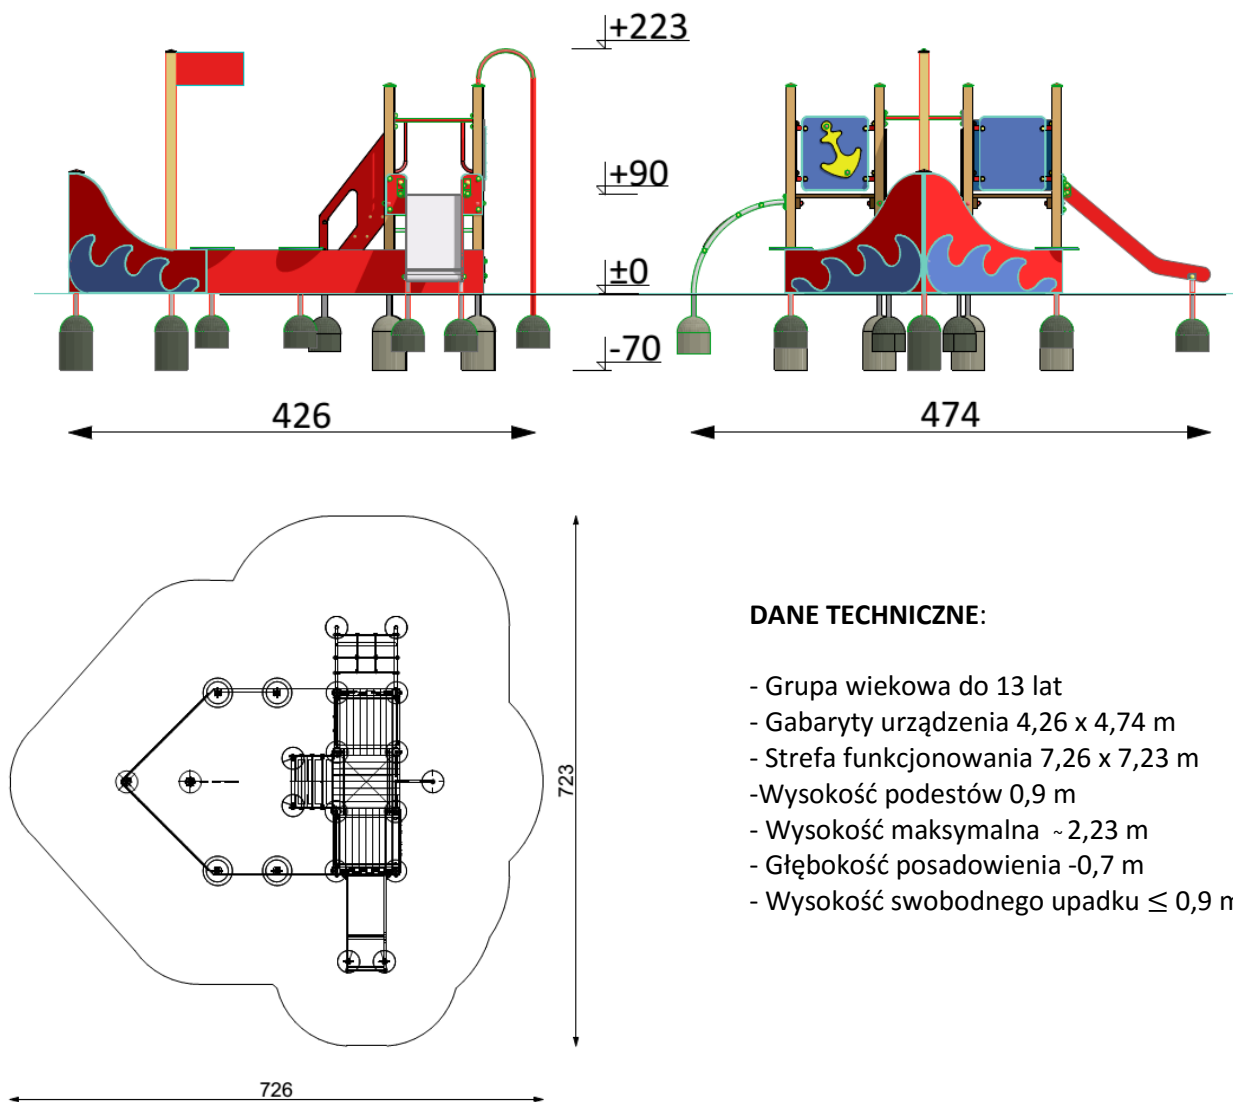 +223
+90
±0
-70
426
474
723
726
DANE TECHNICZNE:
- Grupa wiekowa do 13 lat
- Gabaryty urządzenia 4,26 x 4,74 m
- Strefa funkcjonowania 7,26 x 7,23 m
-Wysokość podestów 0,9 m
- Wysokość maksymalna ~ 2,23 m
- Głębokość posadowienia -0,7 m
- Wysokość swobodnego upadku ≤ 0,9 m